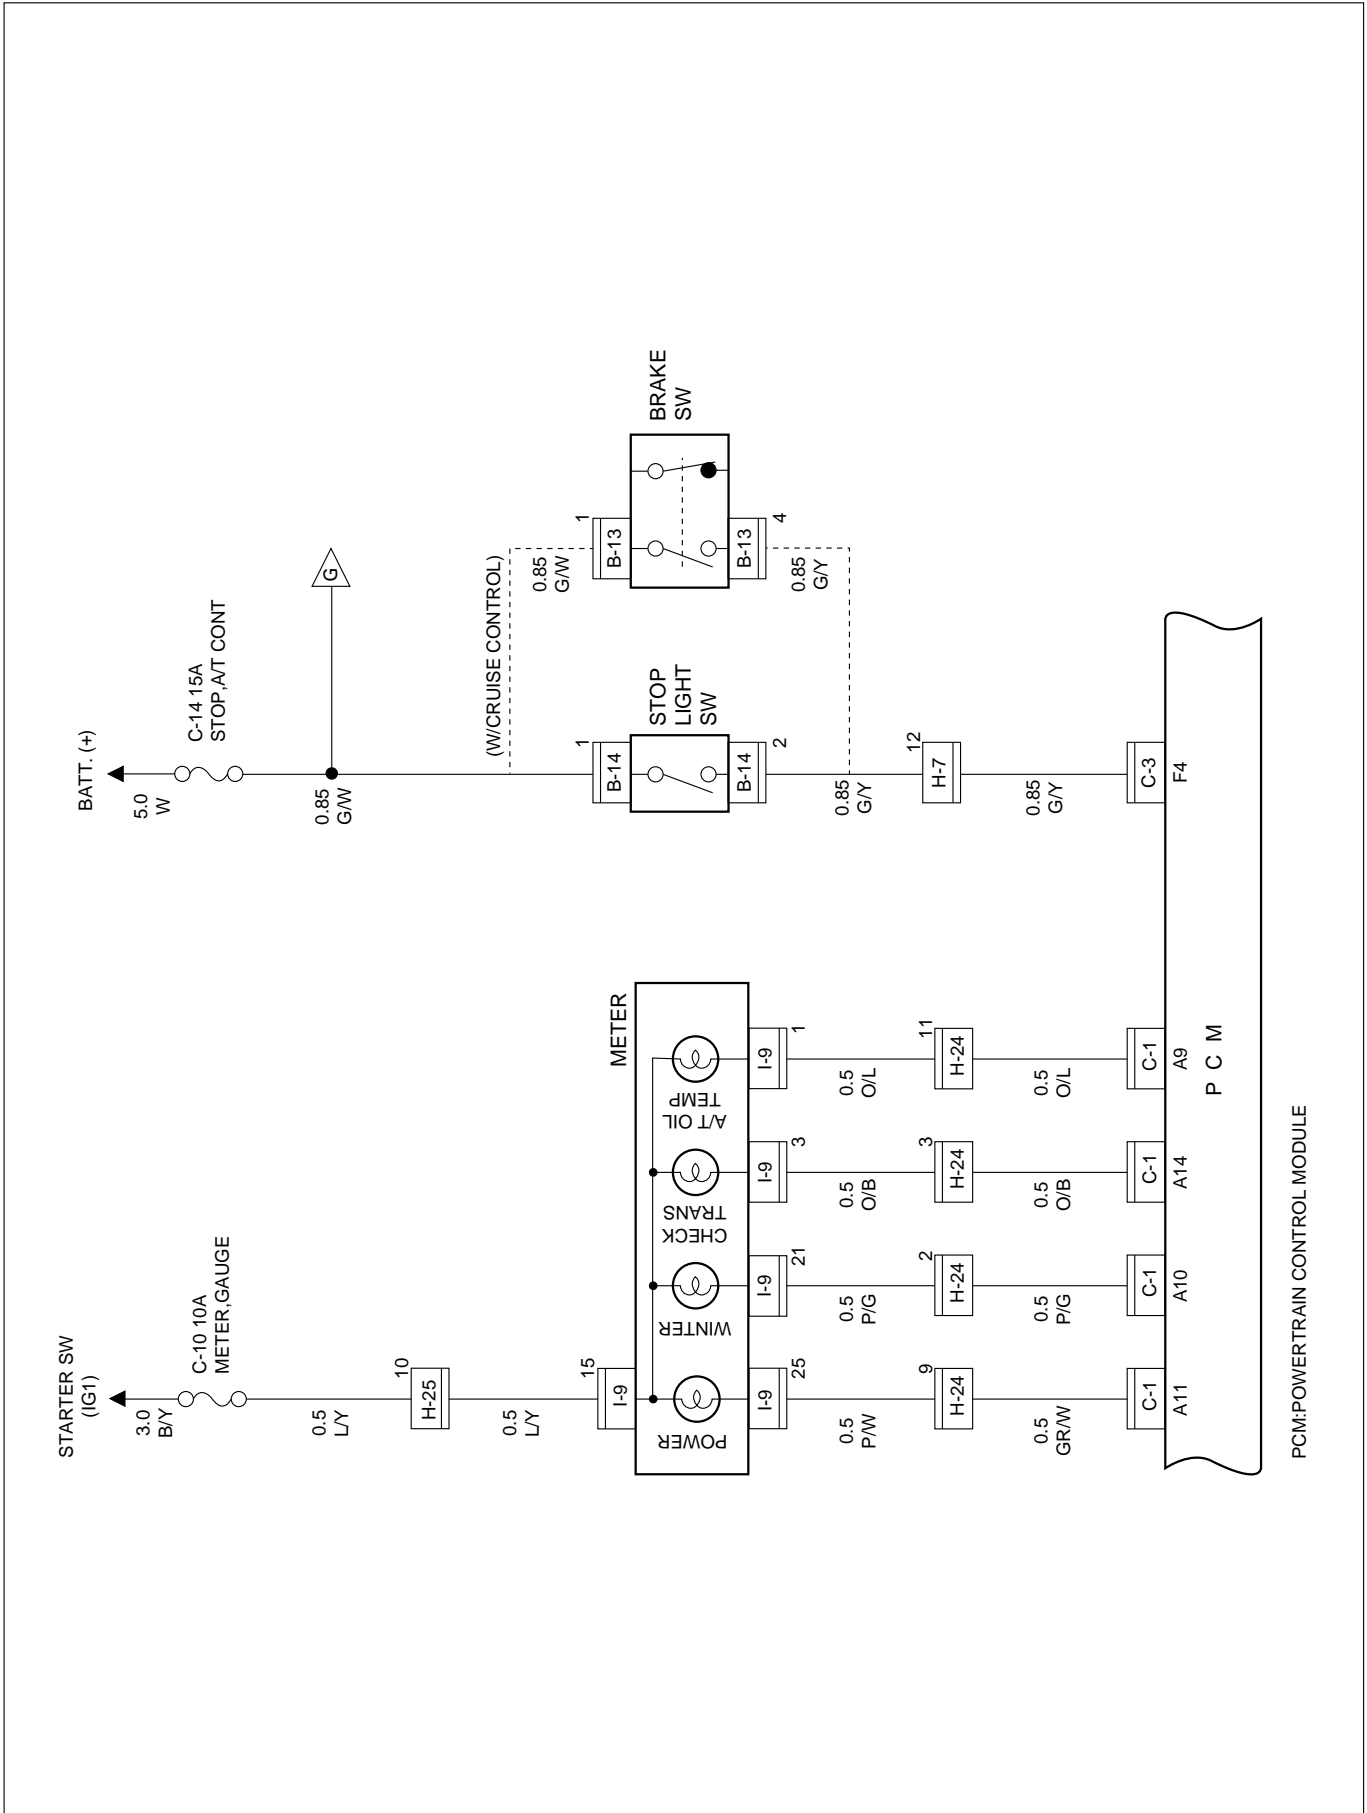 STARTER SW
(IG1)
3.0
B/Y
C-10 10A
METER,GAUGE
0.5
L/Y
10
H-25
0.5
L/Y
15
I-9
METER
POWER
WINTER
CHECK
TRANS
A/T OIL
TEMP
I-9
25
I-9
21
I-9
3
I-9
1
0.5
P/W
0.5
P/G
0.5
O/B
0.5
O/L
9
H-24
2
H-24
3
H-24
11
H-24
0.5
GR/W
0.5
P/G
0.5
O/B
0.5
O/L
C-1
A11
C-1
A10
C-1
A14
C-1
A9
BATT. (+)
5.0
W
C-14 15A
STOP,A/T CONT
0.85
G/W
G
(W/CRUISE CONTROL)
0.85
G/W
1
B-14
STOP
LIGHT
SW
B-14
2
1
B-13
BRAKE
SW
B-13
4
0.85
G/Y
0.85
G/Y
12
H-7
0.85
G/Y
C-3
F4
P C M
PCM:POWERTRAIN CONTROL MODULE